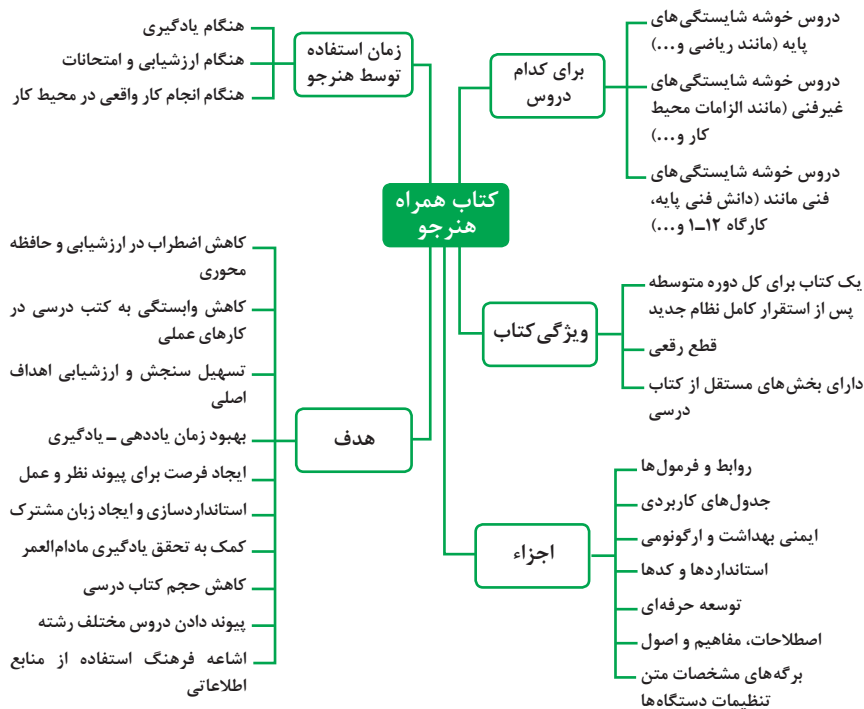 کتاب همراه
هنرجو
برای کدام
دروس
دروس خوشه شایستگی‌های
پایه (مانند ریاضی و...)
دروس خوشه شایستگی‌های
غیرفنی (مانند الزامات محیط
کار و...)
دروس خوشه شایستگی‌های
فنی مانند (دانش فنی پایه،
کارگاه ۱۲ـ۱ و...)
ویژگی کتاب
یک کتاب برای کل دوره متوسطه
پس از استقرار کامل نظام جدید
قطع رقعی
دارای بخش‌های مستقل از کتاب
درسی
اجزاء
روابط و فرمول‌ها
جدول‌های کاربردی
ایمنی بهداشت و ارگونومی
استانداردها و کدها
توسعه حرفه‌ای
اصطلاحات، مفاهیم و اصول
برگه‌های مشخصات متن
تنظیمات دستگاه‌ها
زمان استفاده
توسط هنرجو
هنگام یادگیری
هنگام ارزشیابی و امتحانات
هنگام انجام کار واقعی در محیط کار
هدف
کاهش اضطراب در ارزشیابی و حافظه
محوری
کاهش وابستگی به کتب درسی در
کارهای عملی
تسهیل سنجش و ارزشیابی اهداف
اصلی
بهبود زمان یاددهی ـ یادگیری
ایجاد فرصت برای پیوند نظر و عمل
استانداردسازی و ایجاد زبان مشترک
کمک به تحقق یادگیری مادام‌العمر
کاهش حجم کتاب درسی
پیوند دادن دروس مختلف رشته
اشاعه فرهنگ استفاده از منابع
اطلاعاتی